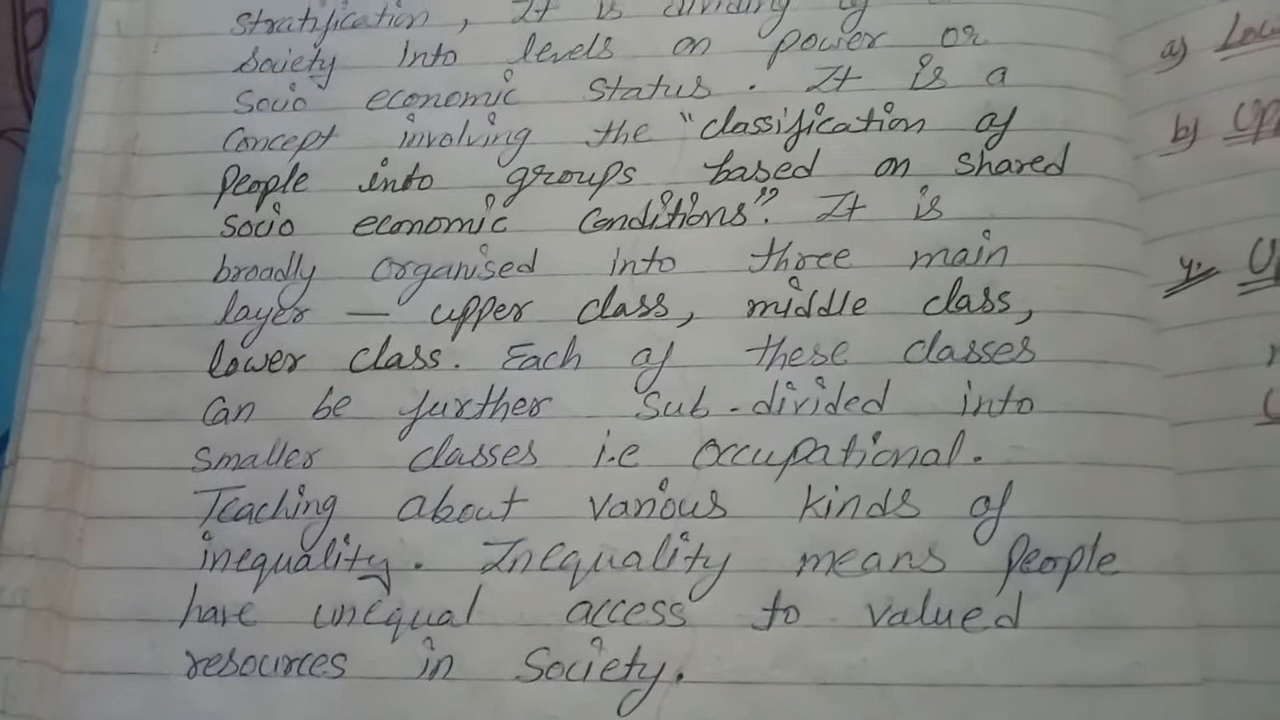 Stratification, It is dividing of
Society Into levels on power or
Socio economic status. It is a
Concept involving the "classification of
People into groups based on shared
Socio economic Conditions". It is
broadly Organised into three main
layer — upper class, middle class,
lower class. Each of these classes
Can be further Sub-divided into
Smaller classes i.e Occupational.
Teaching about various kinds of
inequality. Inequality means People
have unequal access to valued
resources in Society.
a)
b)
4.